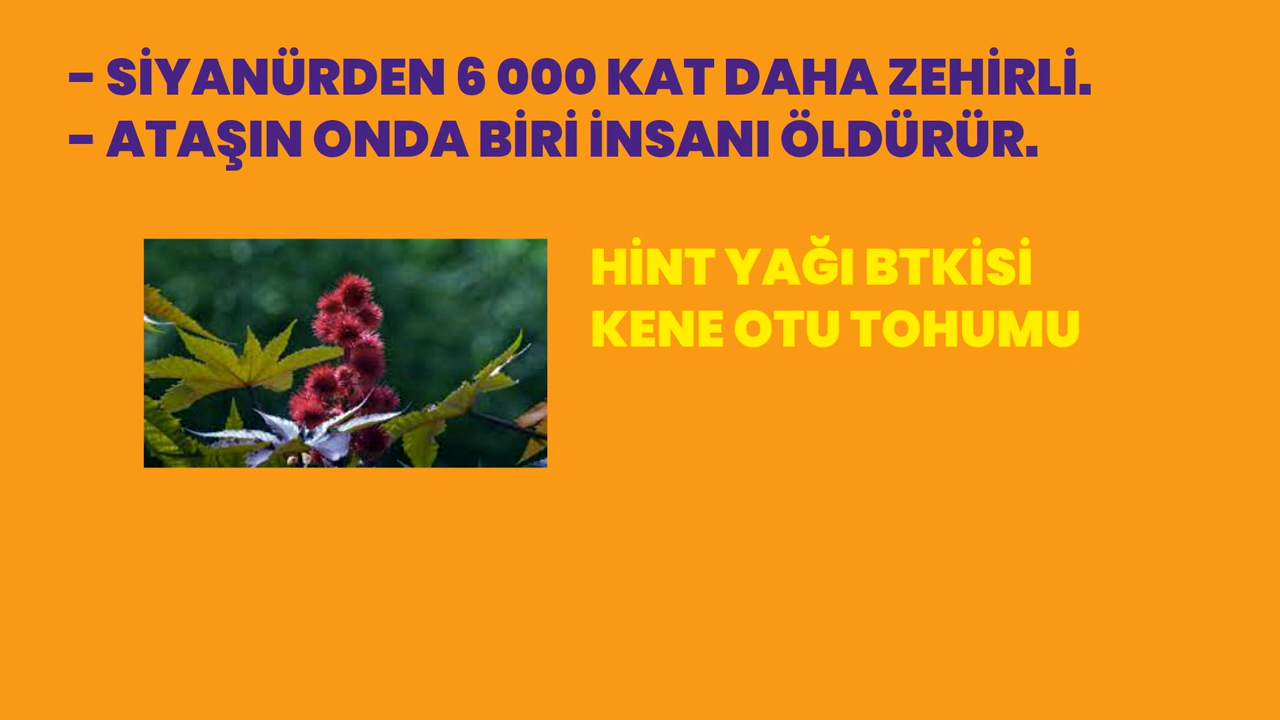 - SİYANÜRDEN 6 000 KAT DAHA ZEHİRLİ.
- ATAŞIN ONDA BİRİ İNSANI ÖLDÜRÜR.
HİNT YAĞI BTKİSİ
KENE OTU TOHUMU